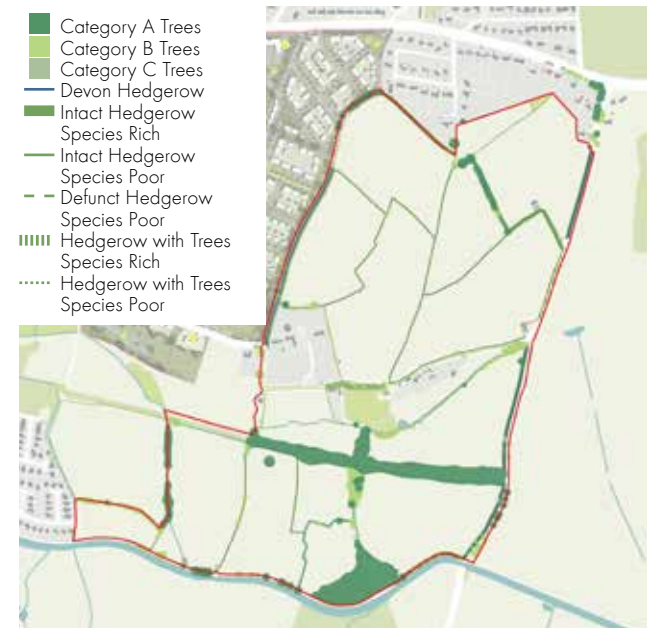 Category A Trees
Category B Trees
Category C Trees
Devon Hedgerow
Intact Hedgerow
Species Rich
Intact Hedgerow
Species Poor
Defunct Hedgerow
Species Poor
Hedgerow with Trees
Species Rich
Hedgerow with Trees
Species Poor